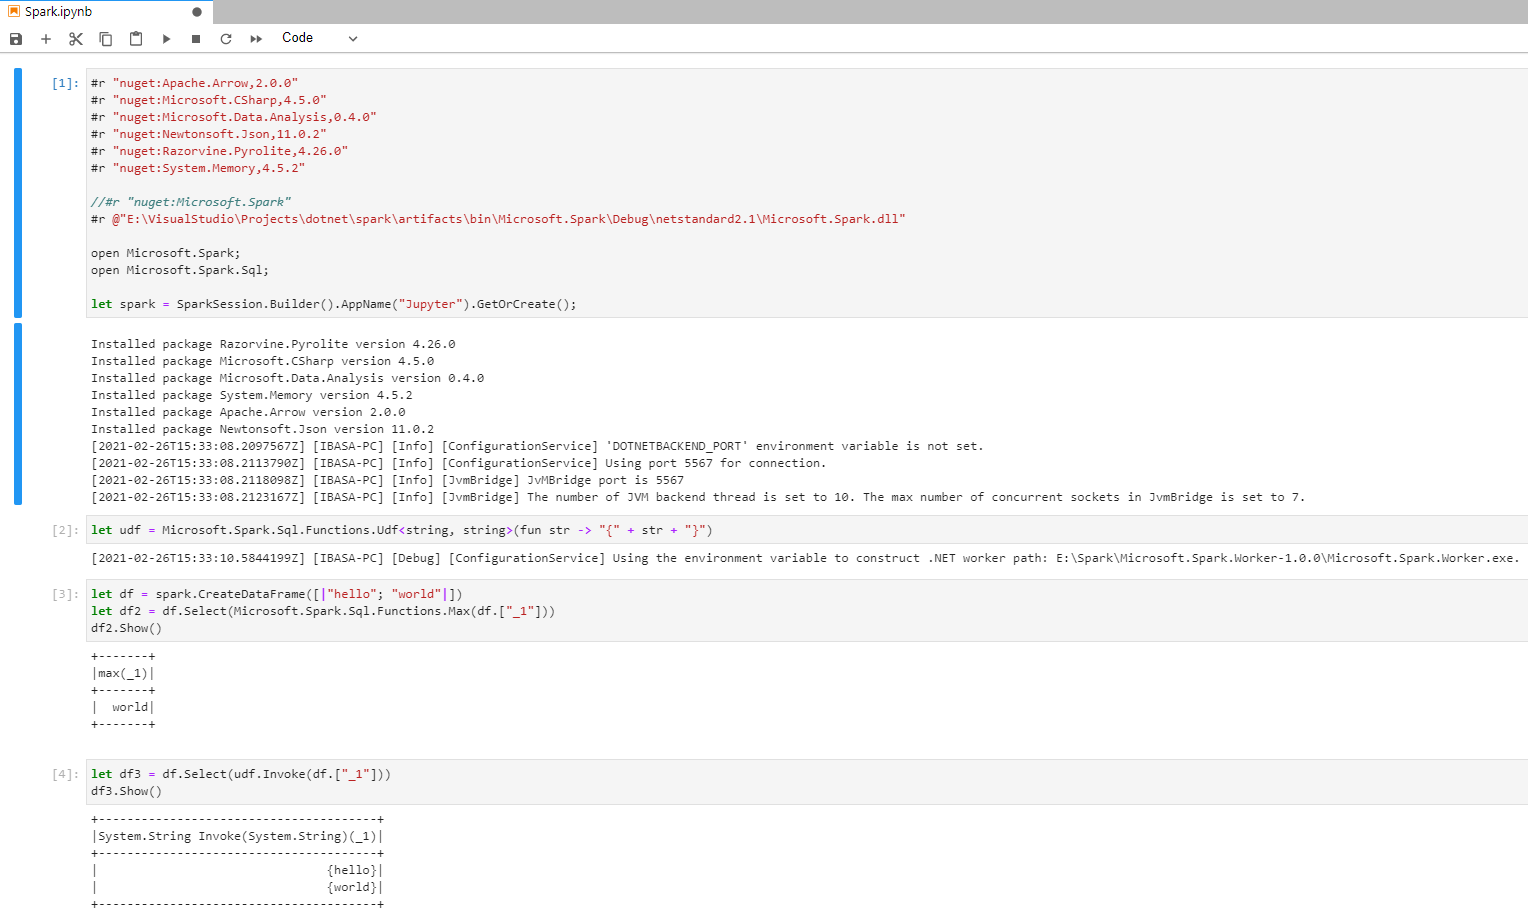 Spark.ipynb
Code
[1]:
#r "nuget:Apache.Arrow,2.0.0"
#r "nuget:Microsoft.CSharp,4.5.0"
#r "nuget:Microsoft.Data.Analysis,0.4.0"
#r "nuget:Newtonsoft.Json,11.0.2"
#r "nuget:Razorvine.Pyrolite,4.26.0"
#r "nuget:System.Memory,4.5.2"
//#r "nuget:Microsoft.Spark"
#r @"E:\VisualStudio\Projects\dotnet\spark\artifacts\bin\Microsoft.Spark\Debug\netstandard2.1\Microsoft.Spark.dll"
open Microsoft.Spark;
open Microsoft.Spark.Sql;
let spark = SparkSession.Builder().AppName("Jupyter").GetOrCreate();
Installed package Razorvine.Pyrolite version 4.26.0
Installed package Microsoft.CSharp version 4.5.0
Installed package Microsoft.Data.Analysis version 0.4.0
Installed package System.Memory version 4.5.2
Installed package Apache.Arrow version 2.0.0
Installed package Newtonsoft.Json version 11.0.2
[2021-02-26T15:33:08.2097567Z] [IBASA-PC] [Info] [ConfigurationService] 'DOTNETBACKEND_PORT' environment variable is not set.
[2021-02-26T15:33:08.2113790Z] [IBASA-PC] [Info] [ConfigurationService] Using port 5567 for connection.
[2021-02-26T15:33:08.2118098Z] [IBASA-PC] [Info] [JvmBridge] JvMBridge port is 5567
[2021-02-26T15:33:08.2123167Z] [IBASA-PC] [Info] [JvmBridge] The number of JVM backend thread is set to 10. The max number of concurrent sockets in JvmBridge is set to 7.
[2]: let udf = Microsoft.Spark.Sql.Functions.Udf<string, string>(fun str -> "{" + str + "}")
[2021-02-26T15:33:10.5844199Z] [IBASA-PC] [Debug] [ConfigurationService] Using the environment variable to construct .NET worker path: E:\Spark\Microsoft.Spark.Worker-1.0.0\Microsoft.Spark.Worker.exe.
[3]: let df = spark.CreateDataFrame([|"hello"; "world"|])
let df2 = df.Select(Microsoft.Spark.Sql.Functions.Max(df.["_1"]))
df2.Show()
+-------+
|max(_1)|
+-------+
|  world|
+-------+
[4]: let df3 = df.Select(udf.Invoke(df.["_1"]))
df3.Show()
+---------------------------------------+
|System.String Invoke(System.String)(_1)|
+---------------------------------------+
|                                {hello}|
|                                {world}|
+---------------------------------------+